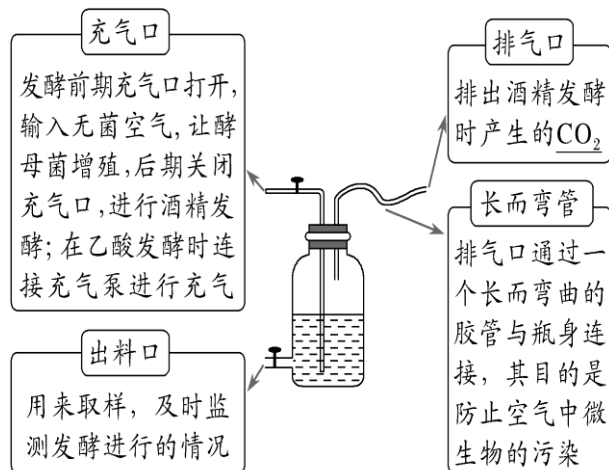 充气口
发酵前期充气口打开，
输入无菌空气，让酵
母菌增殖，后期关闭
充气口，进行酒精发
酵；在乙酸发酵时连
接充气泵进行充气
出料口
用来取样，及时监
测发酵进行的情况
排气口
排出酒精发酵
时产生的CO₂
长而弯管
排气口通过一
个长而弯曲的
胶管与瓶身连
接，其目的是
防止空气中微
生物的污染